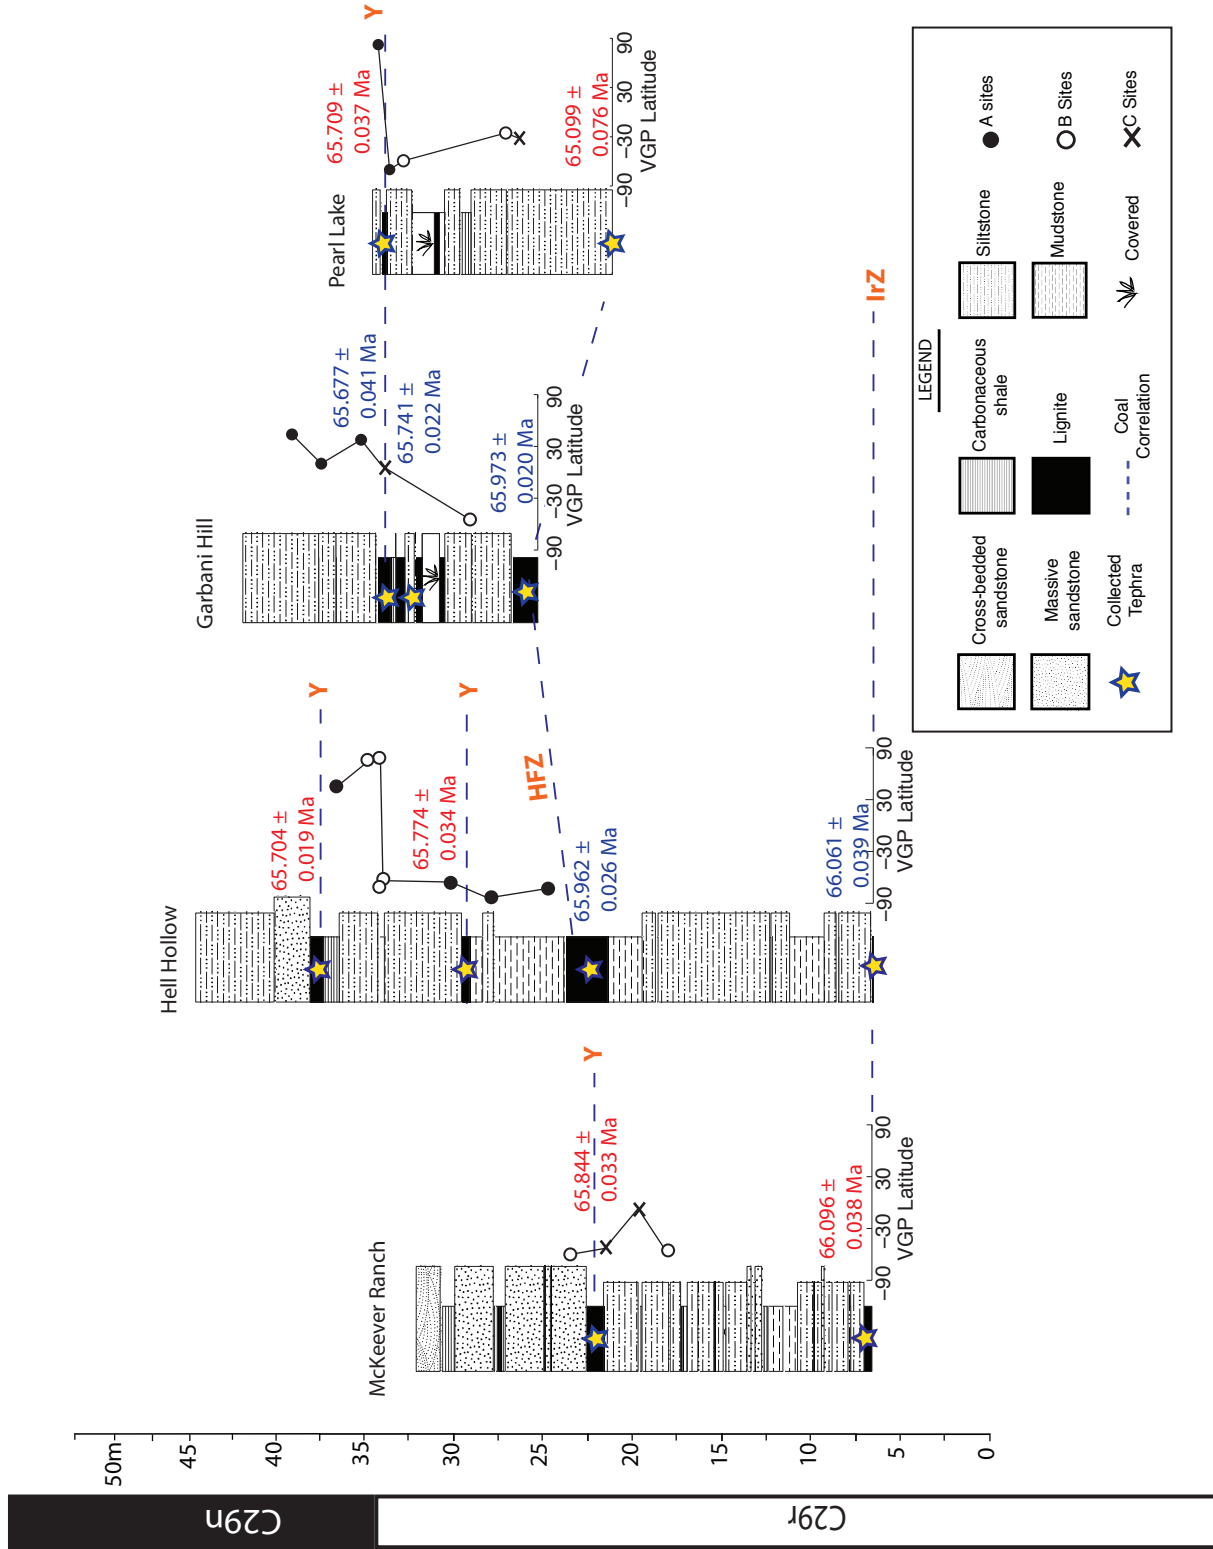 C29n
C29r
50m
45
40
35
30
25
20
15
10
5
0
McKeever Ranch
65.844 ±
0.033 Ma
Y
66.096 ±
0.038 Ma
−90
−30
30
90
VGP Latitude
Hell Hollow
65.704 ±
0.019 Ma
Y
65.774 ±
0.034 Ma
Y
65.962 ±
0.026 Ma
HFZ
66.061 ±
0.039 Ma
−90
−30
30
90
VGP Latitude
IrZ
Garbani Hill
65.677 ±
0.041 Ma
65.741 ±
0.022 Ma
65.973 ±
0.020 Ma
−90
−30
30
90
VGP Latitude
Pearl Lake
65.709 ±
0.037 Ma
Y
65.099 ±
0.076 Ma
−90
−30
30
90
VGP Latitude
LEGEND
Cross-bedded
sandstone
Carbonaceous
shale
Siltstone
A sites
Massive
sandstone
Lignite
Mudstone
B Sites
Collected
Tephra
Coal
Correlation
Covered
C Sites